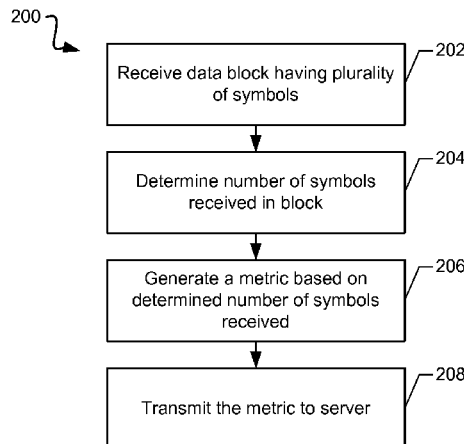 200
202
Receive data block having plurality
of symbols
204
Determine number of symbols
received in block
206
Generate a metric based on
determined number of symbols
received
208
Transmit the metric to server